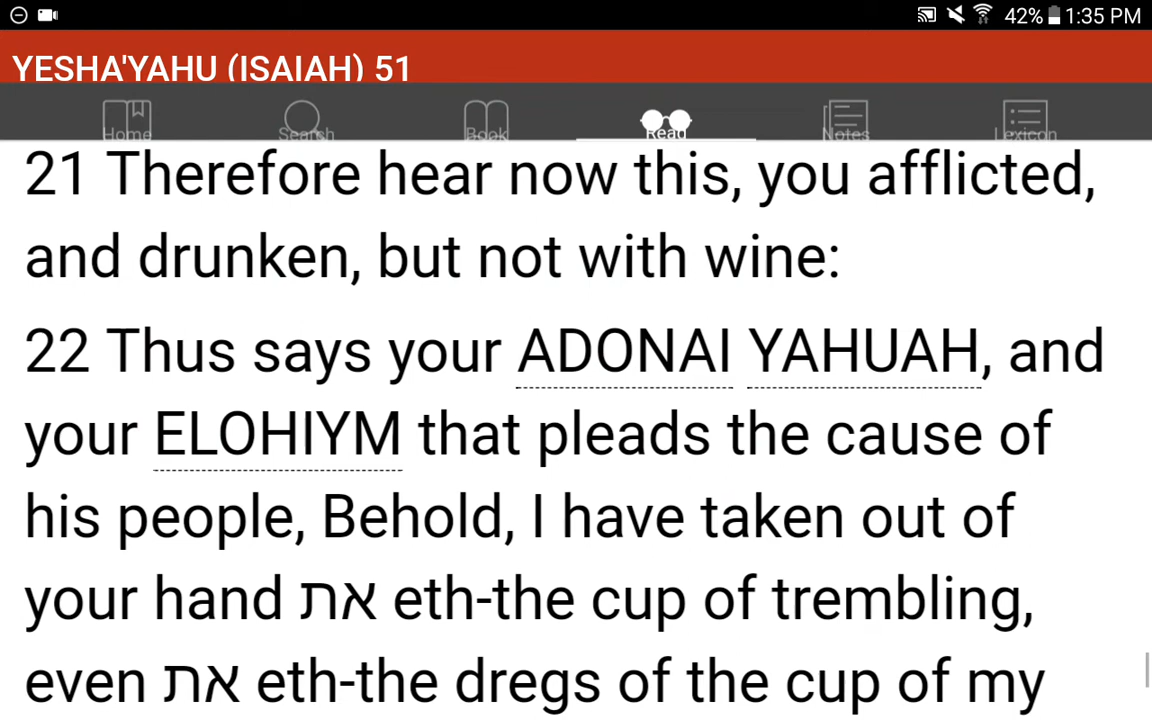 42% 1:35 PM
YESHA'YAHU (ISAIAH) 51
Home Search Book Read Notes Lexicon
21 Therefore hear now this, you afflicted,
and drunken, but not with wine:
22 Thus says your ADONAI YAHUAH, and
your ELOHIYM that pleads the cause of
his people, Behold, I have taken out of
your hand את eth-the cup of trembling,
even את eth-the dregs of the cup of my